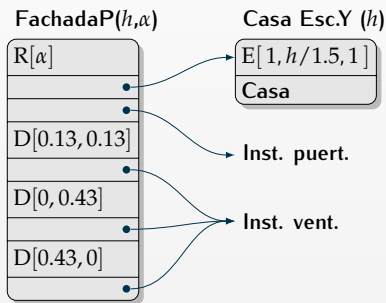 FachadaP(h,α)
R[α]
D[0.13, 0.13]
D[0, 0.43]
D[0.43, 0]
Casa Esc.Y (h)
E[ 1, h/1.5, 1 ]
Casa
Inst. puert.
Inst. vent.